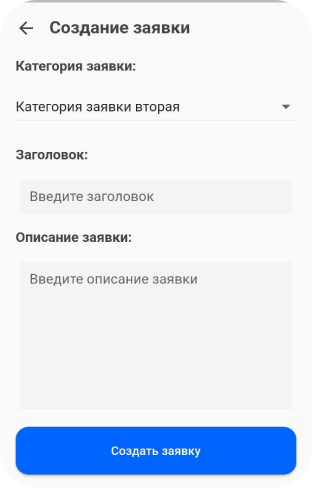 Создание заявки
Категория заявки:
Категория заявки вторая
Заголовок:
Введите заголовок
Описание заявки:
Введите описание заявки
Создать заявку